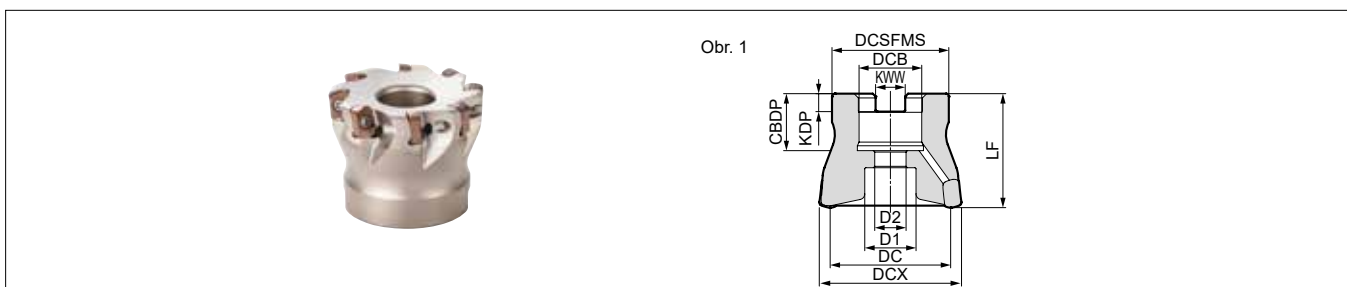 Obr. 1
DCSFMS
DCB
KWW
CBDP
KDP
LF
D2
D1
DC
DCX